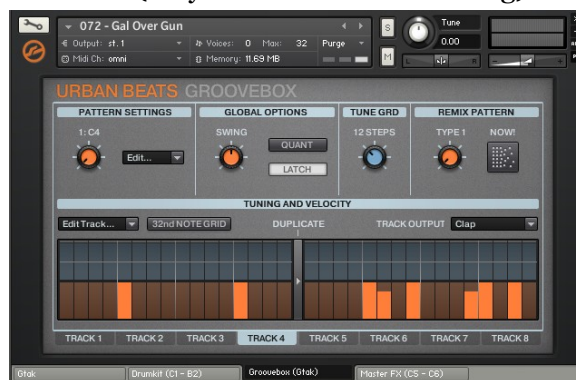 072 - Gal Over Gun
Output: st. 1
Voices: 0 Max: 32 Purge
Midi Ch: omni
Memory: 11.69 MB
S
M
Tune
0.00
L R
URBAN BEATS GROOVEBOX
PATTERN SETTINGS GLOBAL OPTIONS TUNE GRD REMIX PATTERN
1: C4 SWING 12 STEPS TYPE 1 NOW!
Edit... QUANT
LATCH
TUNING AND VELOCITY
Edit Track... 32nd NOTE GRID DUPLICATE TRACK OUTPUT Clap
TRACK 1 TRACK 2 TRACK 3 TRACK 4 TRACK 5 TRACK 6 TRACK 7 TRACK 8
Gtak Drumkit (C1 - B2) Groovebox (Gtak) Master FX (C5 - C6)